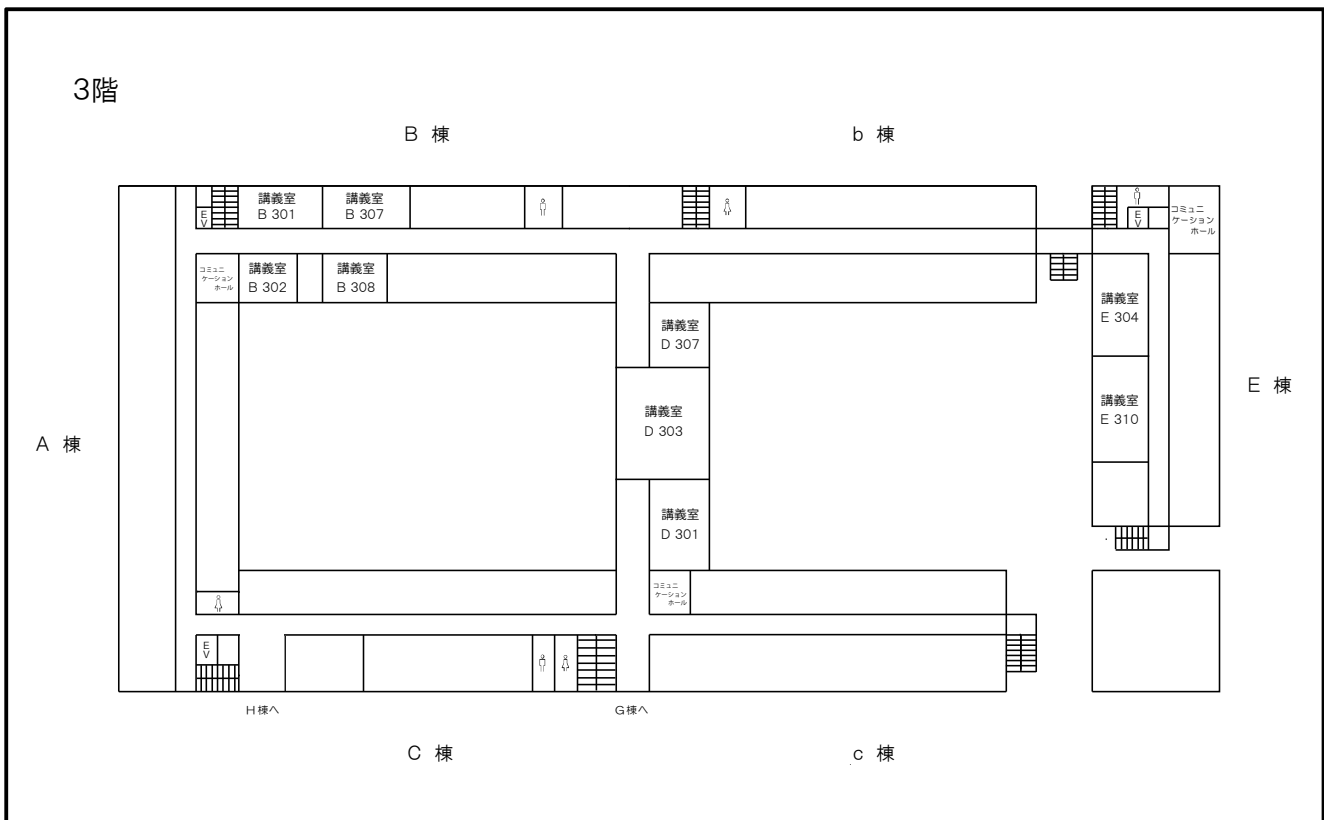 3階
B 棟
b 棟
EV
講義室
B 301
講義室
B 307
EV
コミュニ
ケーション
ホール
コミュニ
ケーション
ホール
講義室
B 302
講義室
B 308
講義室
E 304
講義室
D 307
E 棟
講義室
D 303
講義室
E 310
A 棟
講義室
D 301
コミュニ
ケーション
ホール
EV
H棟へ
G棟へ
C 棟
c 棟